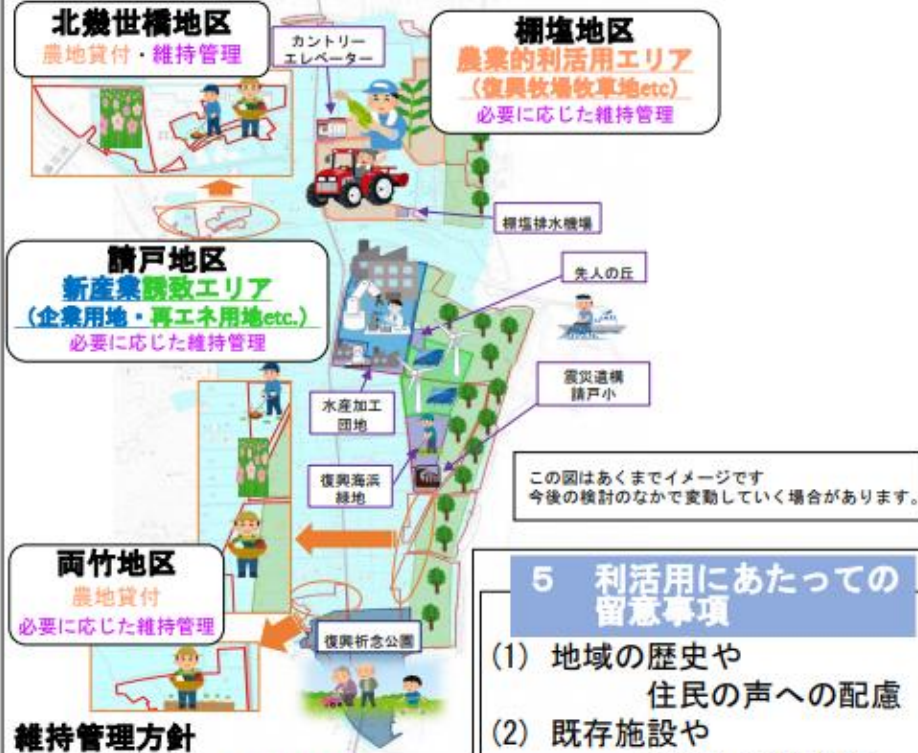 北幾世橋地区
農地貸付・維持管理
カントリー
エレベーター
棚塩地区
農業的利活用エリア
（復興牧場牧草地etc）
必要に応じた維持管理
棚塩排水機場
請戸地区
新産業誘致エリア
（企業用地・再エネ用地etc.）
必要に応じた維持管理
先人の丘
震災遺構
請戸小
水産加工
団地
復興海浜
緑地
この図はあくまでイメージです
今後の検討のなかで変動していく場合があります。
両竹地区
農地貸付
必要に応じた維持管理
復興祈念公園
維持管理方針
5 利活用にあたっての
留意事項
(1) 地域の歴史や
住民の声への配慮
(2) 既存施設や